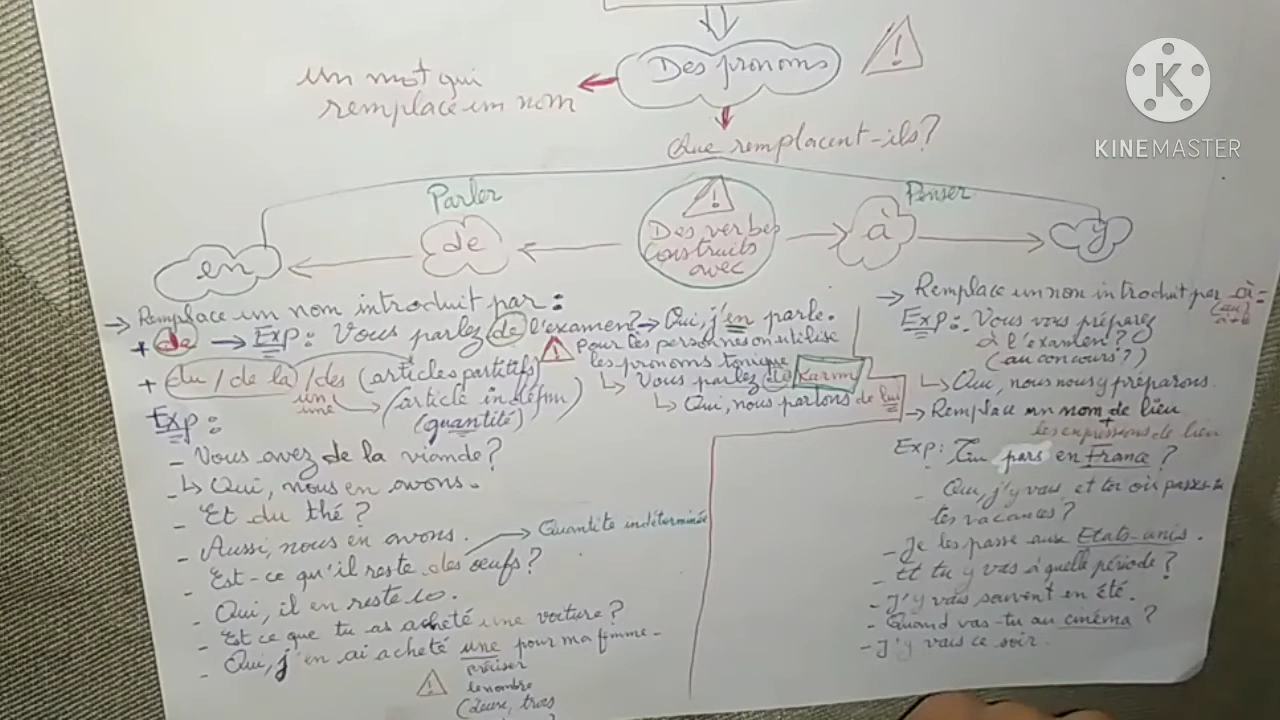 Des pronoms
!
Un mot qui
remplace un nom
Que remplacent-ils?
K
KINEMASTER
Parler
Penser
en
de
!
Des verbes
construits
avec
à
y
→ Remplace un nom introduit par :
+ de → Exp : Vous parlez de l'examen? → Oui, j'en parle.
! Pour les personnes on utilise
les pronoms tonique
↳ Vous parlez de Karim
↳ Oui, nous parlons de lui
+ du / de la / des (articles partitifs)
un
une
(article indéfini)
(quantité)
Exp :
- Vous avez de la viande?
↳ Oui, nous en avons.
- Et du thé?
- Aussi, nous en avons.
- Est-ce qu'il reste des oeufs?
→ Quantité indéterminée
- Oui, il en reste 10.
- Est ce que tu as acheté une voiture?
- Oui, j'en ai acheté une pour ma femme.
! préciser
le nombre
(deux, trois
→ Remplace un nom introduit par à
(au)
Exp : Vous vous préparez
à l'examen?
(au concours?)
↳ Oui, nous nous y préparons.
→ Remplace un nom de lieu
+
les expressions de lieu
Exp : Tu pars en France?
- Oui, j'y vais, et toi où passes-tu
tes vacances?
- Je les passe aux Etats-unis.
- Et tu y vas à quelle période?
- J'y vais souvent en été.
- Quand vas-tu au cinéma?
- J'y vais ce soir.